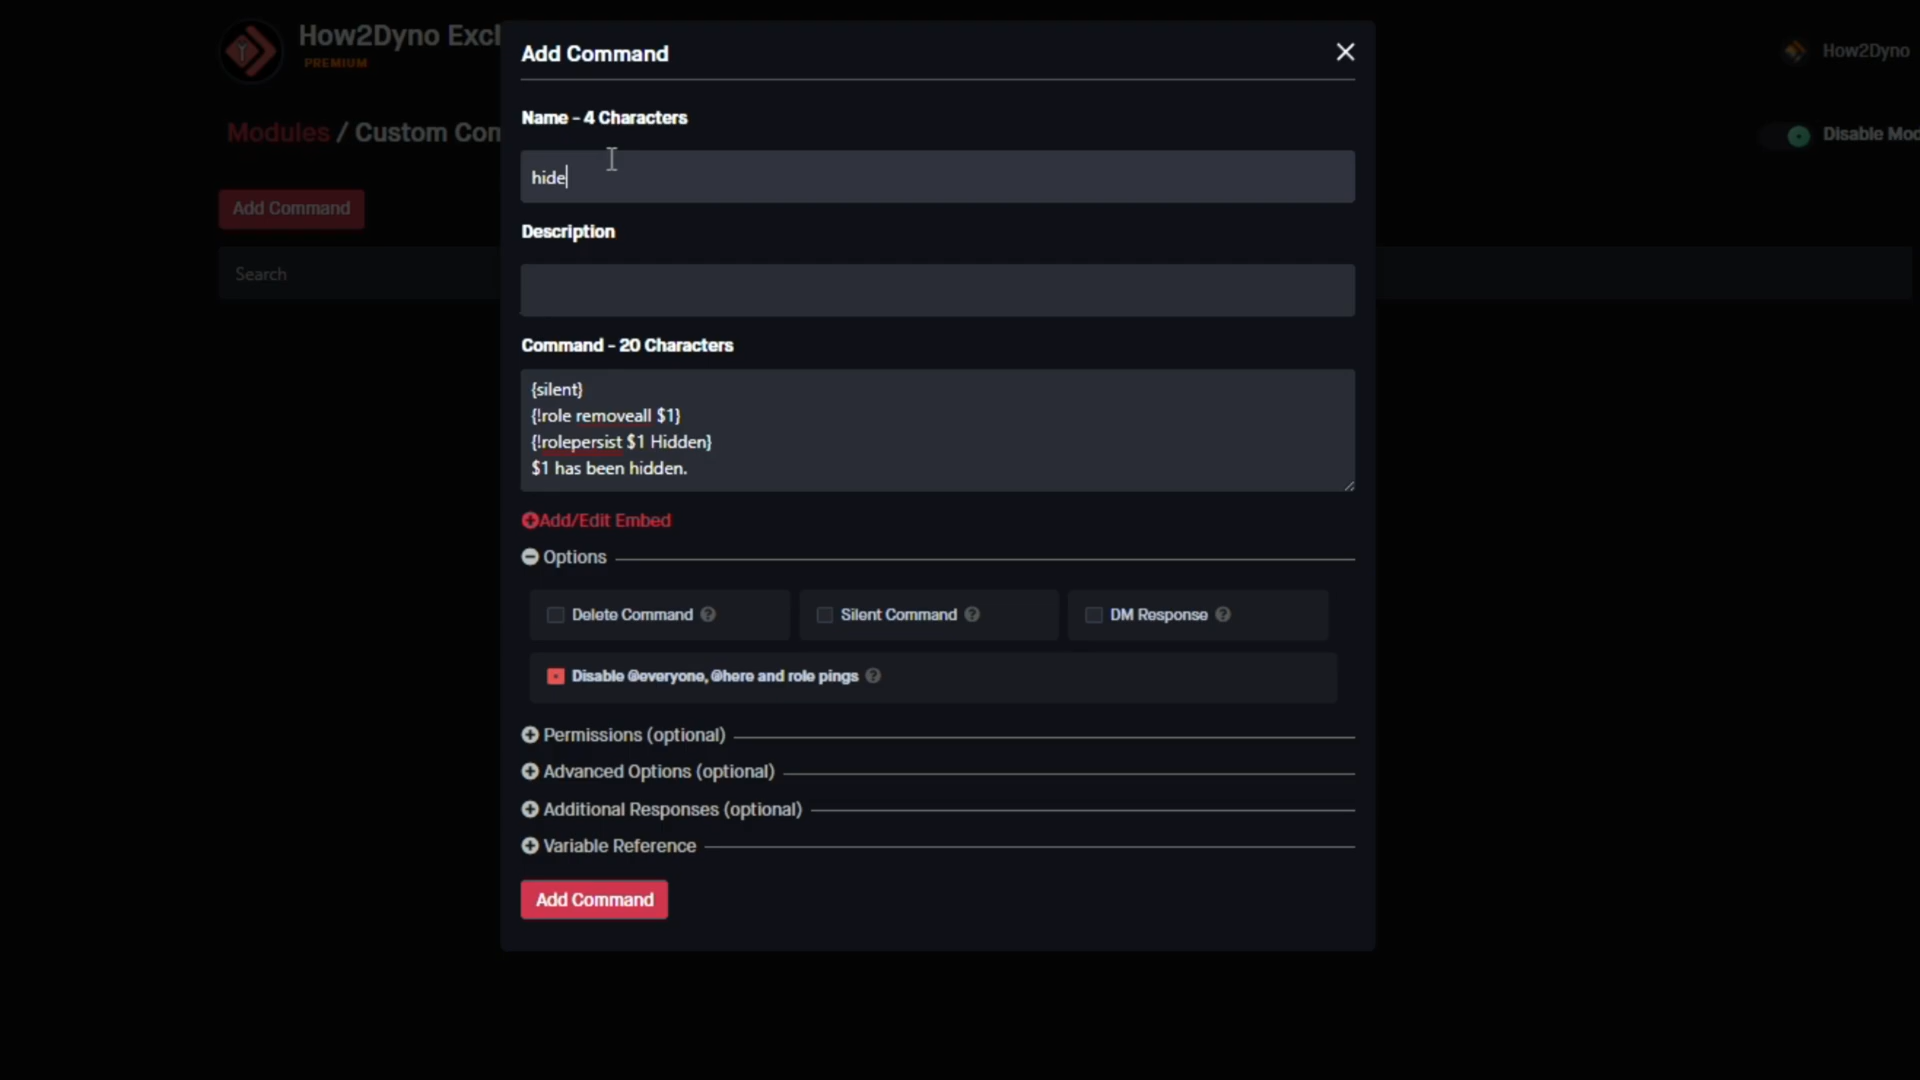 How2Dyno Excl
PREMIUM
How2Dyno
Modules / Custom Com
Disable Mod
Add Command
Search
Add Command
Name - 4 Characters
hide
Description
Command - 20 Characters
{silent}
{!role removeall $1}
{!rolepersist $1 Hidden}
$1 has been hidden.
Add/Edit Embed
Options
Delete Command ?
Silent Command ?
DM Response ?
Disable @everyone, @here and role pings ?
Permissions (optional)
Advanced Options (optional)
Additional Responses (optional)
Variable Reference
Add Command